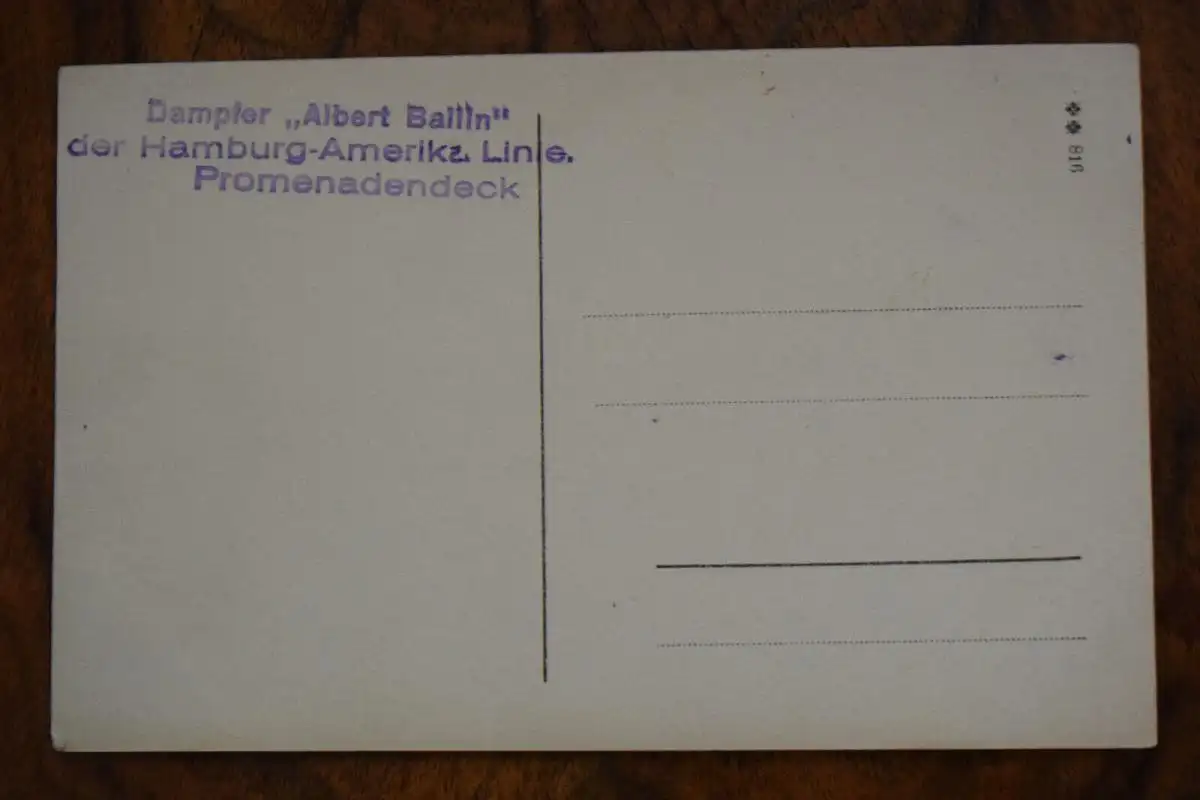 Dampfer „Albert Ballin"
der Hamburg-Amerika Linie.
Promenadendeck
816